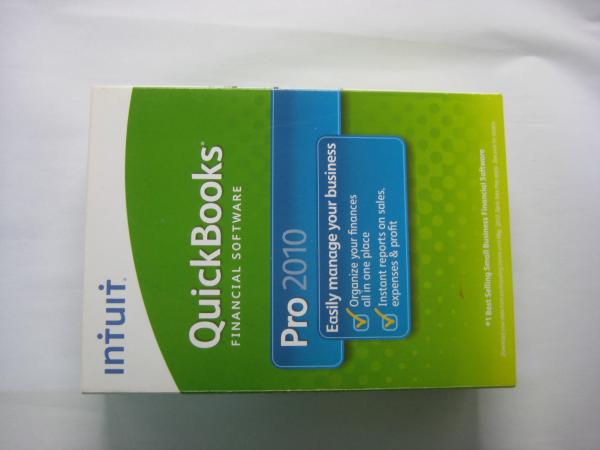 intuit.
QuickBooks®
FINANCIAL SOFTWARE
Pro 2010
Easily manage your business
Organize your finances
all in one place
Instant reports on sales,
expenses & profit
#1 Best Selling Small Business Financial Software